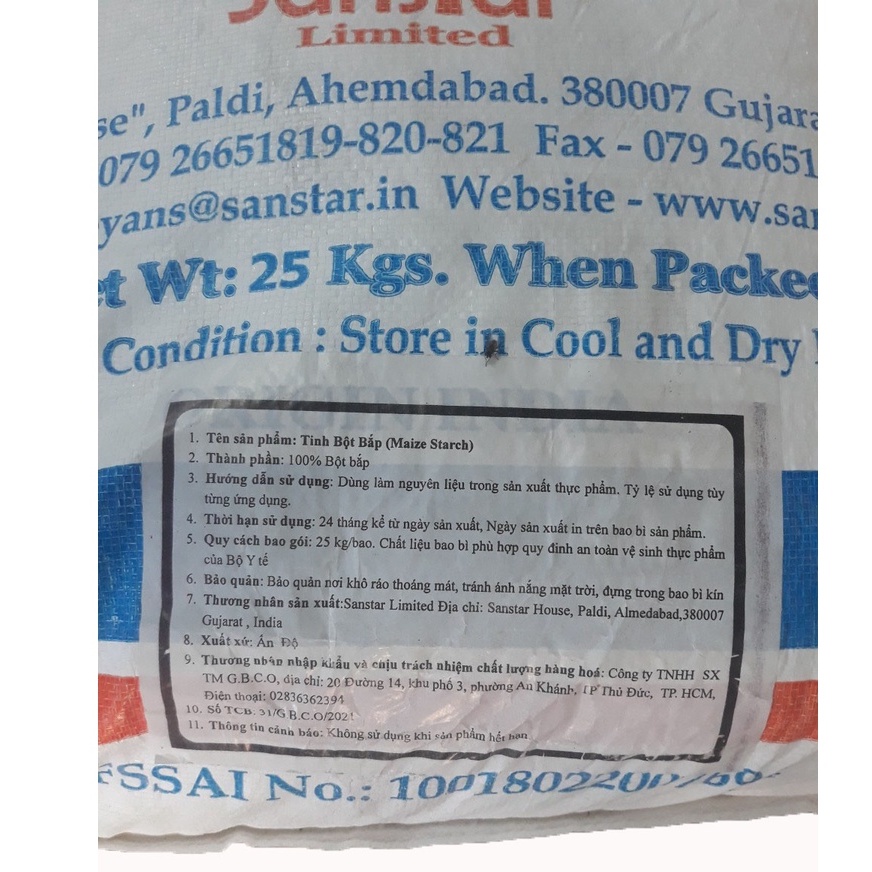 Sanstar
Limited
se", Paldi, Ahemdabad. 380007 Gujara
079 26651819-820-821 Fax - 079 26651
yans@sanstar.in Website - www.san
et Wt: 25 Kgs. When Packed
Condition : Store in Cool and Dry
1. Tên sản phẩm: Tinh Bột Bắp (Maize Starch)
2. Thành phần: 100% Bột bắp
3. Hướng dẫn sử dụng: Dùng làm nguyên liệu trong sản xuất thực phẩm. Tỷ lệ sử dụng tùy
từng ứng dụng.
4. Thời hạn sử dụng: 24 tháng kể từ ngày sản xuất, Ngày sản xuất in trên bao bì sản phẩm.
5. Quy cách bao gói: 25 kg/bao. Chất liệu bao bì phù hợp quy đinh an toàn vệ sinh thực phẩm
của Bộ Y tế
6. Bảo quản: Bảo quản nơi khô ráo thoáng mát, tránh ánh nắng mặt trời, đựng trong bao bì kín
7. Thương nhân sản xuất:Sanstar Limited Địa chỉ: Sanstar House, Paldi, Almedabad,380007
Gujarat , India
8. Xuất xứ: Ấn Độ
9. Thương nhân nhập khẩu và chịu trách nhiệm chất lượng hàng hoá: Công ty TNHH SX
TM G.B.C.O, địa chỉ: 20 Đường 14, khu phố 3, phường An Khánh, TP Thủ Đức, TP. HCM,
Điện thoại: 02836362394
10. Số TCB: 31/G.B.C.O/2021
11. Thông tin cảnh báo: Không sử dụng khi sản phẩm hết hạn
FSSAI No.: